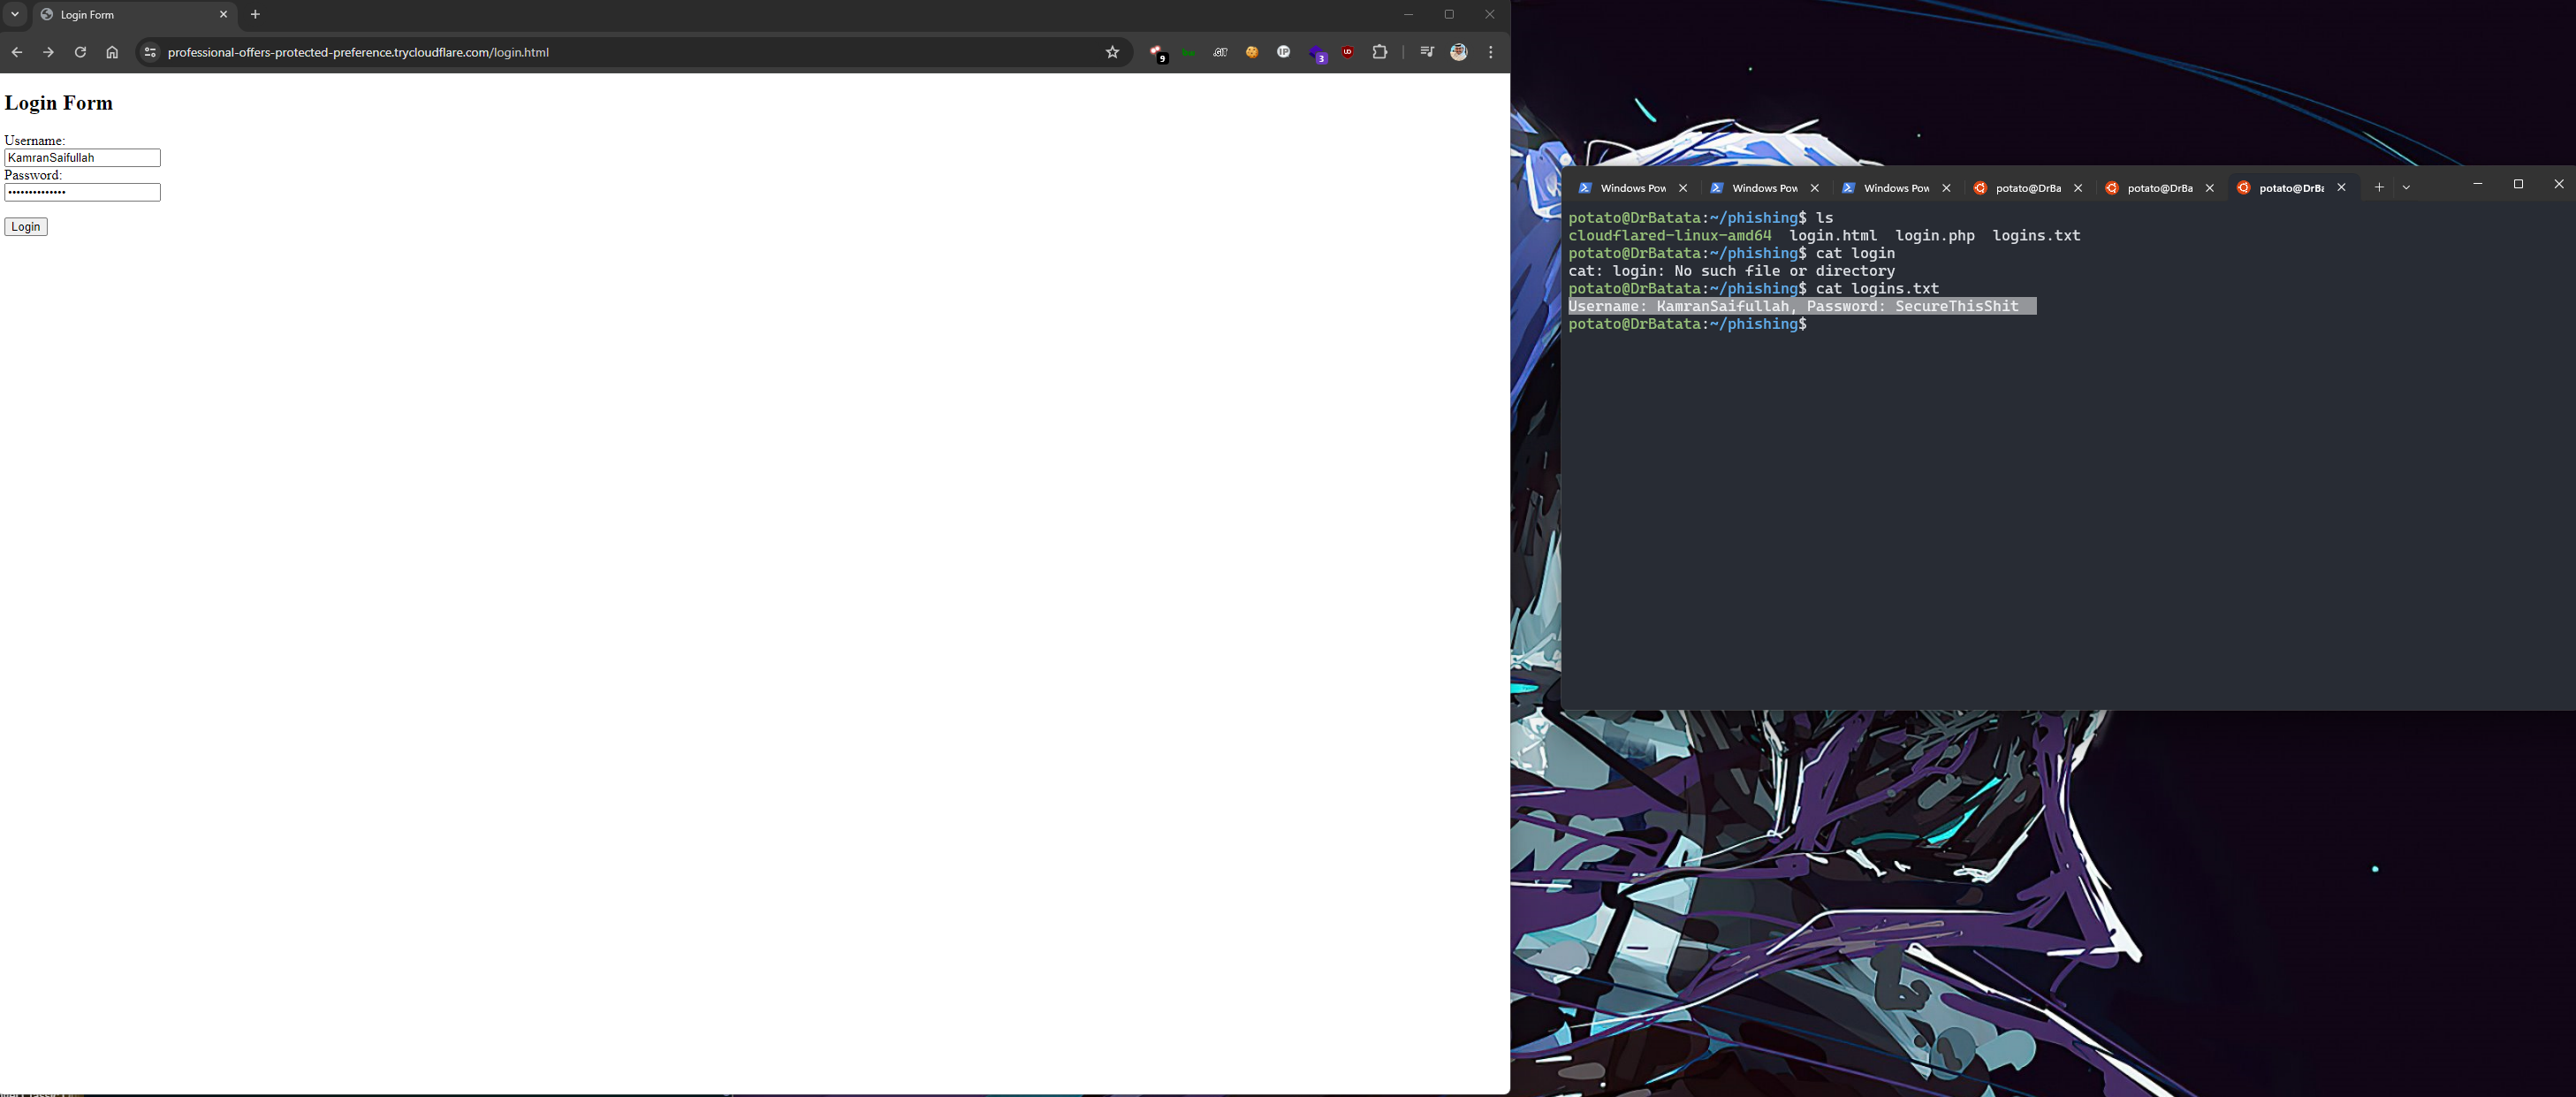 Login Form
professional-offers-protected-preference.trycloudflare.com/login.html
9
.GIT
IP
3
UO
Login Form
Username:
KamranSaifullah
Password:
••••••••••••••
Login
Windows Pow
Windows Pow
Windows Pow
potato@DrBa
potato@DrBa
potato@DrBa
potato@DrBatata:~/phishing$ ls
cloudflared-linux-amd64 login.html login.php logins.txt
potato@DrBatata:~/phishing$ cat login
cat: login: No such file or directory
potato@DrBatata:~/phishing$ cat logins.txt
Username: KamranSaifullah, Password: SecureThisShit
potato@DrBatata:~/phishing$